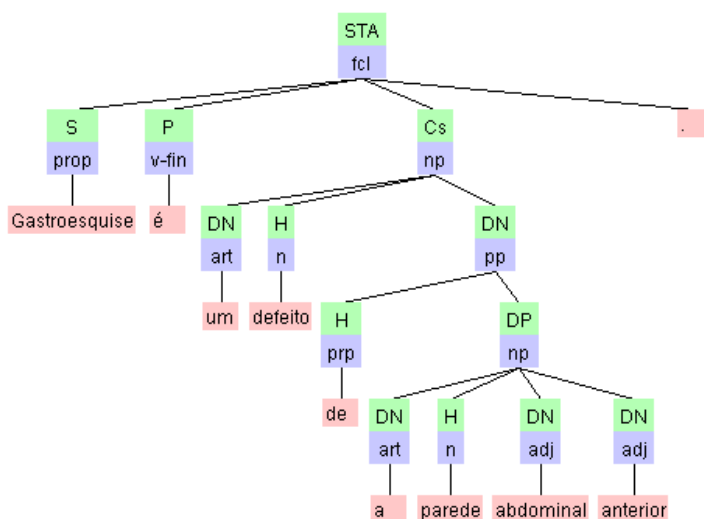 STA
fcl
S P Cs .
prop v-fin np
Gastroesquise é DN H DN
art n pp
um defeito H DP
prp np
de DN H DN DN
art n adj adj
a parede abdominal anterior